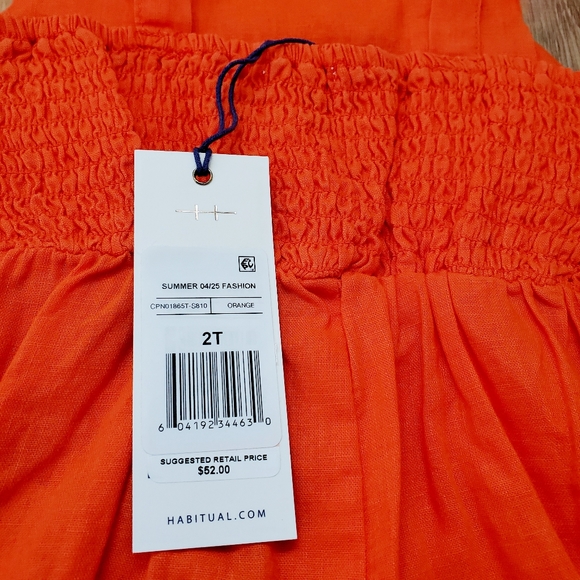 SUMMER 04/25 FASHION
CPN01865T-S810 ORANGE
2T
6 04192 34463 0
SUGGESTED RETAIL PRICE
$52.00
HABITUAL.COM